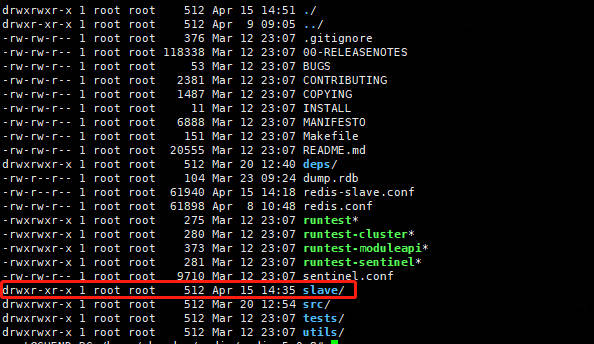 drwxrwxr-x 1 root root    512 Apr 15 14:51 ./
drwxrwxr-x 1 root root    512 Apr  9 09:05 ../
-rw-rw-r-- 1 root root    376 Mar 12 23:07 .gitignore
-rw-rw-r-- 1 root root 118338 Mar 12 23:07 00-RELEASENOTES
-rw-rw-r-- 1 root root     53 Mar 12 23:07 BUGS
-rw-rw-r-- 1 root root   2381 Mar 12 23:07 CONTRIBUTING
-rw-rw-r-- 1 root root   1487 Mar 12 23:07 COPYING
-rw-rw-r-- 1 root root     11 Mar 12 23:07 INSTALL
-rw-rw-r-- 1 root root   6888 Mar 12 23:07 MANIFESTO
-rw-rw-r-- 1 root root    151 Mar 12 23:07 Makefile
-rw-rw-r-- 1 root root  20555 Mar 12 23:07 README.md
drwxrwxr-x 1 root root    512 Mar 20 12:40 deps/
-rw-r--r-- 1 root root    104 Mar 23 09:24 dump.rdb
-rw-r--r-- 1 root root  61940 Apr 15 14:18 redis-slave.conf
-rw-rw-r-- 1 root root  61898 Apr  8 10:48 redis.conf
-rwxrwxr-x 1 root root    275 Mar 12 23:07 runtest*
-rwxrwxr-x 1 root root    280 Mar 12 23:07 runtest-cluster*
-rwxrwxr-x 1 root root    373 Mar 12 23:07 runtest-moduleapi*
-rwxrwxr-x 1 root root    281 Mar 12 23:07 runtest-sentinel*
-rw-rw-r-- 1 root root   9710 Mar 12 23:07 sentinel.conf
drwxr-xr-x 1 root root    512 Apr 15 14:35 slave/
drwxrwxr-x 1 root root    512 Mar 20 12:54 src/
drwxrwxr-x 1 root root    512 Mar 12 23:07 tests/
drwxrwxr-x 1 root root    512 Mar 12 23:07 utils/